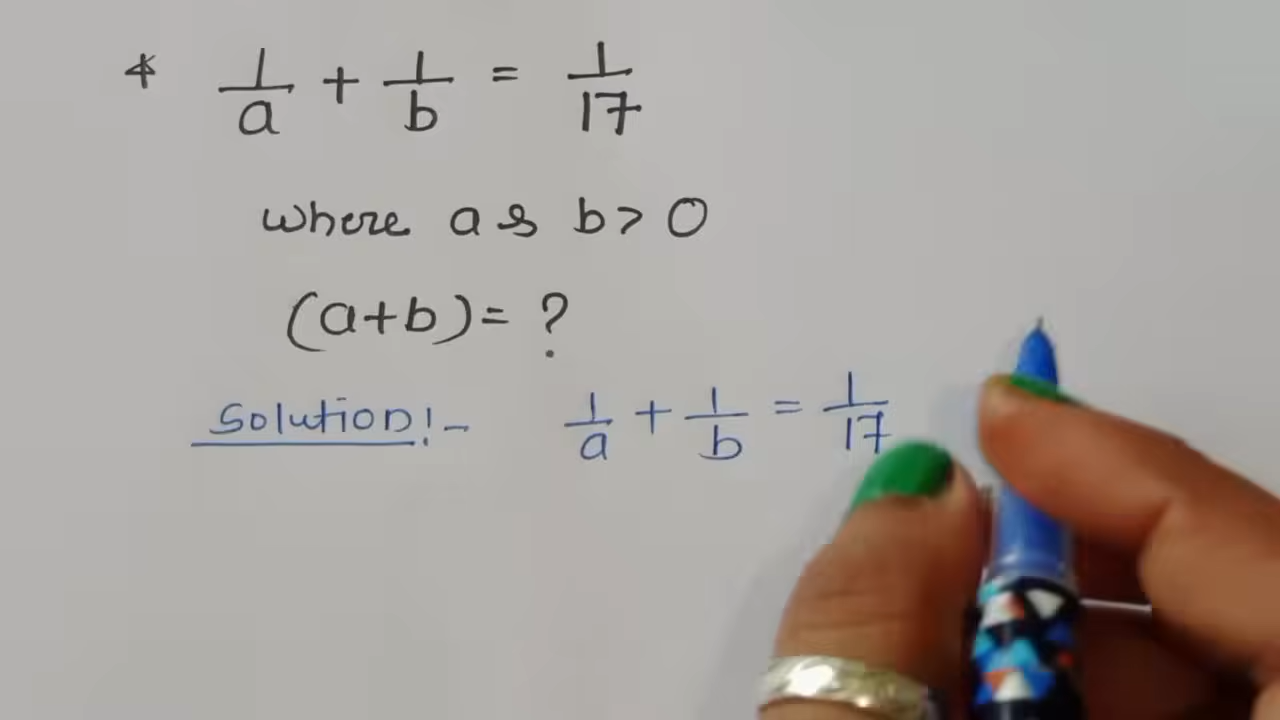 * 1/a + 1/b = 1/17
where a & b > 0
(a+b) = ?
Solution!- 1/a + 1/b = 1/17